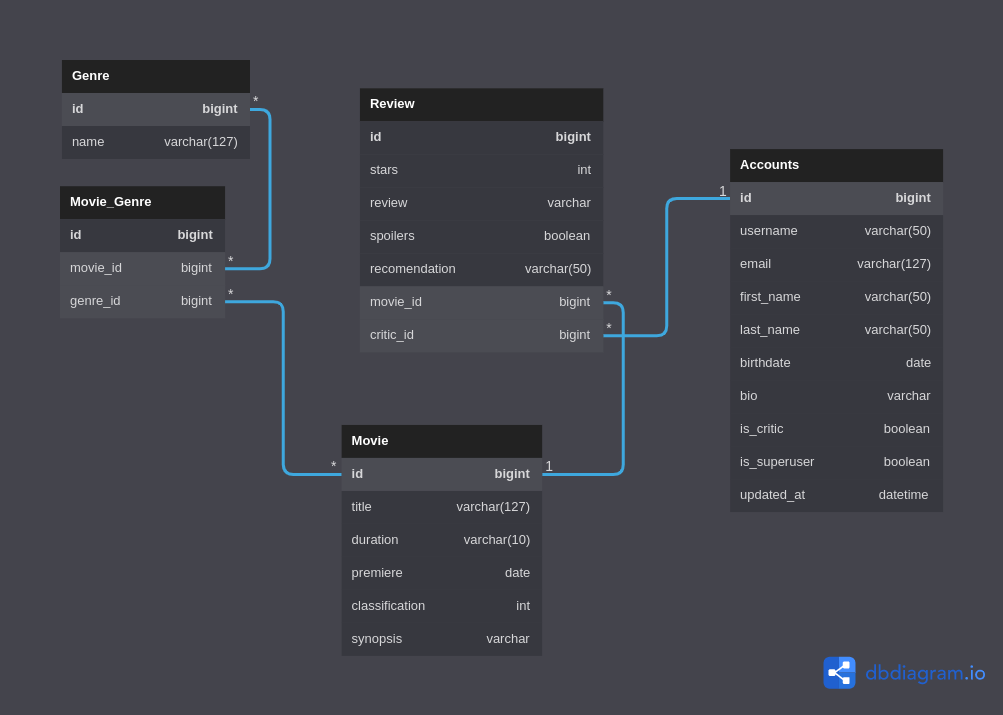 Genre
id bigint
name varchar(127)
*
Movie_Genre
id bigint
movie_id bigint
genre_id bigint
*
*
Review
id bigint
stars int
review varchar
spoilers boolean
recomendation varchar(50)
movie_id bigint
critic_id bigint
*
*
Accounts
1
id bigint
username varchar(50)
email varchar(127)
first_name varchar(50)
last_name varchar(50)
birthdate date
bio varchar
is_critic boolean
is_superuser boolean
updated_at datetime
Movie
* id bigint 1
title varchar(127)
duration varchar(10)
premiere date
classification int
synopsis varchar
dbdiagram.io